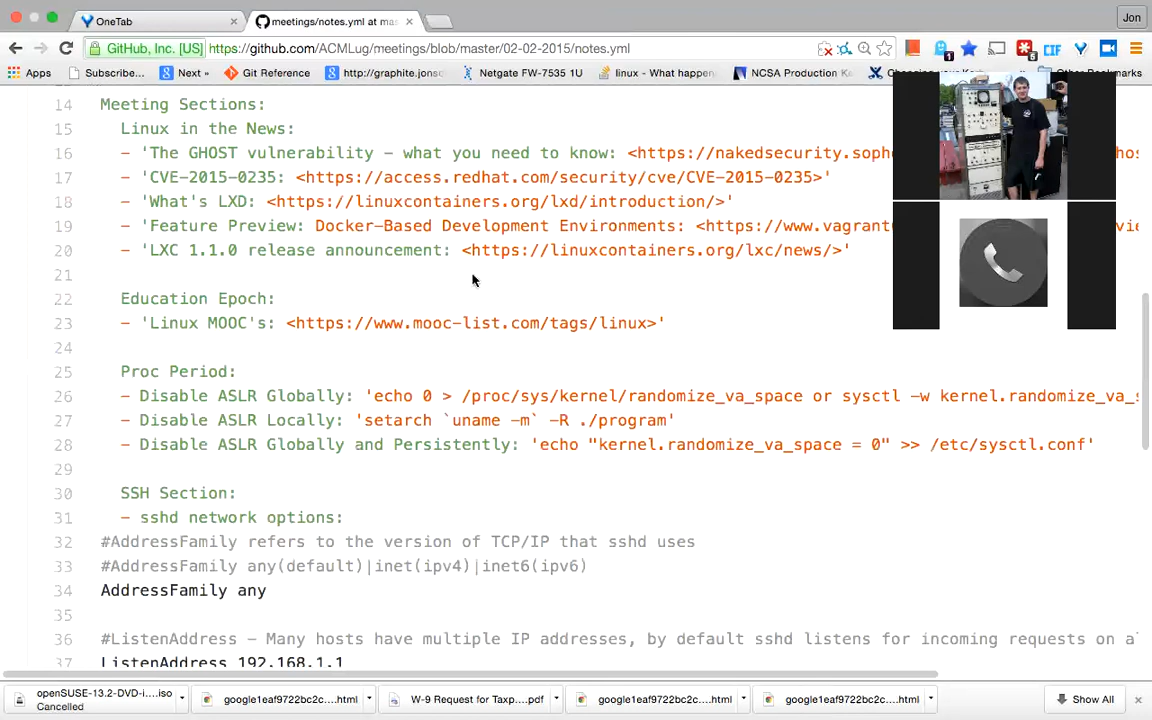 OneTab
meetings/notes.yml at mas
Jon
GitHub, Inc. [US]
https://github.com/ACMLug/meetings/blob/master/02-02-2015/notes.yml
1
5
CIF
Apps
Subscribe...
Next »
Git Reference
http://graphite.jons
Netgate FW-7535 1U
linux - What happen
NCSA Production K
Other Bookmarks
14 Meeting Sections:
15 Linux in the News:
16 - 'The GHOST vulnerability – what you need to know: <https://nakedsecurity.soph
17 - 'CVE-2015-0235: <https://access.redhat.com/security/cve/CVE-2015-0235>'
18 - 'What's LXD: <https://linuxcontainers.org/lxd/introduction/>'
19 - 'Feature Preview: Docker-Based Development Environments: <https://www.vagrant
20 - 'LXC 1.1.0 release announcement: <https://linuxcontainers.org/lxc/news/>'
21
22 Education Epoch:
23 - 'Linux MOOC's: <https://www.mooc-list.com/tags/linux>'
24
25 Proc Period:
26 - Disable ASLR Globally: 'echo 0 > /proc/sys/kernel/randomize_va_space or sysctl -w kernel.randomize_va_s
27 - Disable ASLR Locally: 'setarch `uname -m` -R ./program'
28 - Disable ASLR Globally and Persistently: 'echo "kernel.randomize_va_space = 0" >> /etc/sysctl.conf'
29
30 SSH Section:
31 - sshd network options:
32 #AddressFamily refers to the version of TCP/IP that sshd uses
33 #AddressFamily any(default)|inet(ipv4)|inet6(ipv6)
34 AddressFamily any
35
36 #ListenAddress – Many hosts have multiple IP addresses, by default sshd listens for incoming requests on al
37 ListenAddress 192.168.1.1
openSUSE-13.2-DVD-i....iso
Cancelled
google1eaf9722bc2c....html
W-9 Request for Taxp....pdf
google1eaf9722bc2c....html
google1eaf9722bc2c....html
Show All